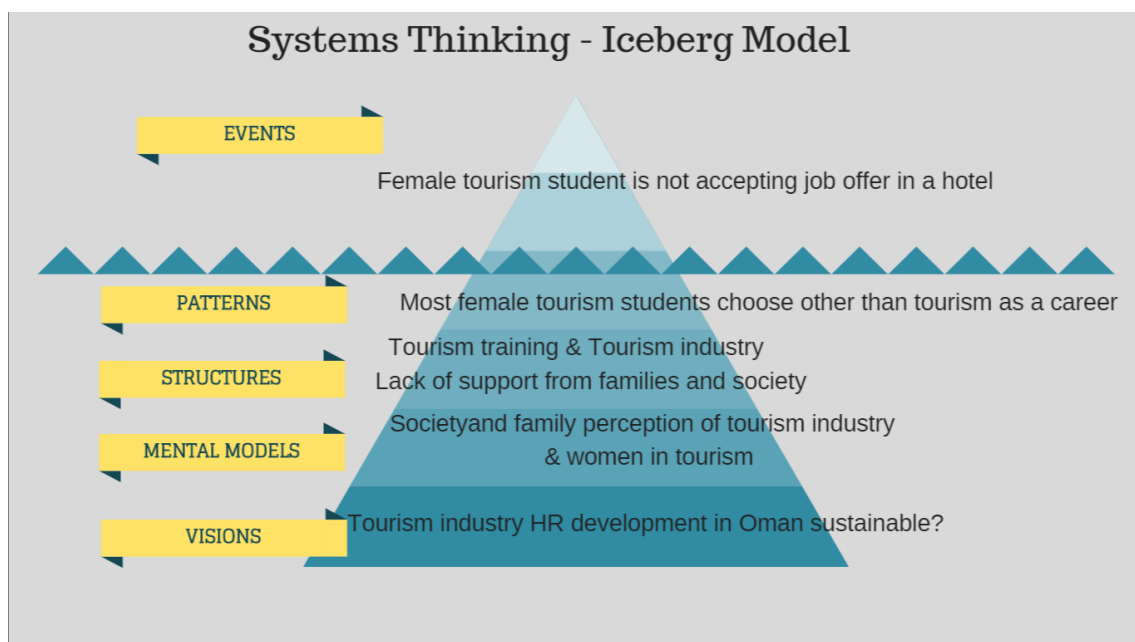 Systems Thinking - Iceberg Model
EVENTS
Female tourism student is not accepting job offer in a hotel
PATTERNS
Most female tourism students choose other than tourism as a career
Tourism training & Tourism industry
STRUCTURES
Lack of support from families and society
Societyand family perception of tourism industry
MENTAL MODELS
& women in tourism
VISIONS
Tourism industry HR development in Oman sustainable?